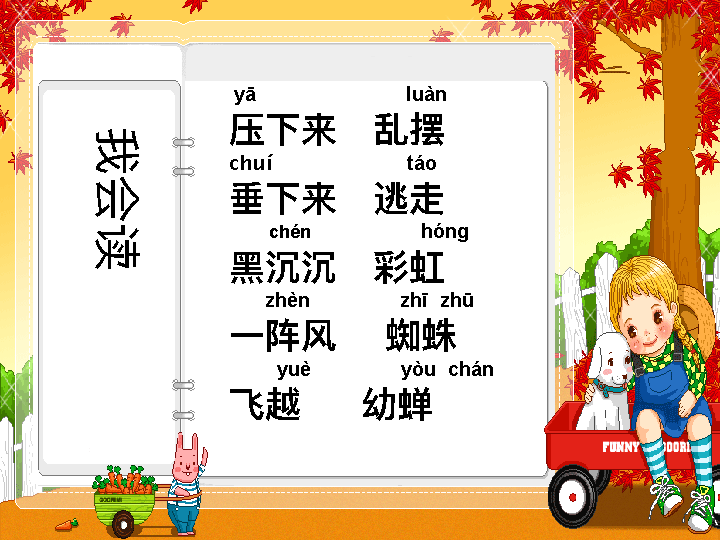 我会读
yā luàn
压下来 乱摆
chuí táo
垂下来 逃走
chén hóng
黑沉沉 彩虹
zhèn zhī zhū
一阵风 蜘蛛
yuè yòu chán
飞越 幼蝉
FUNNY